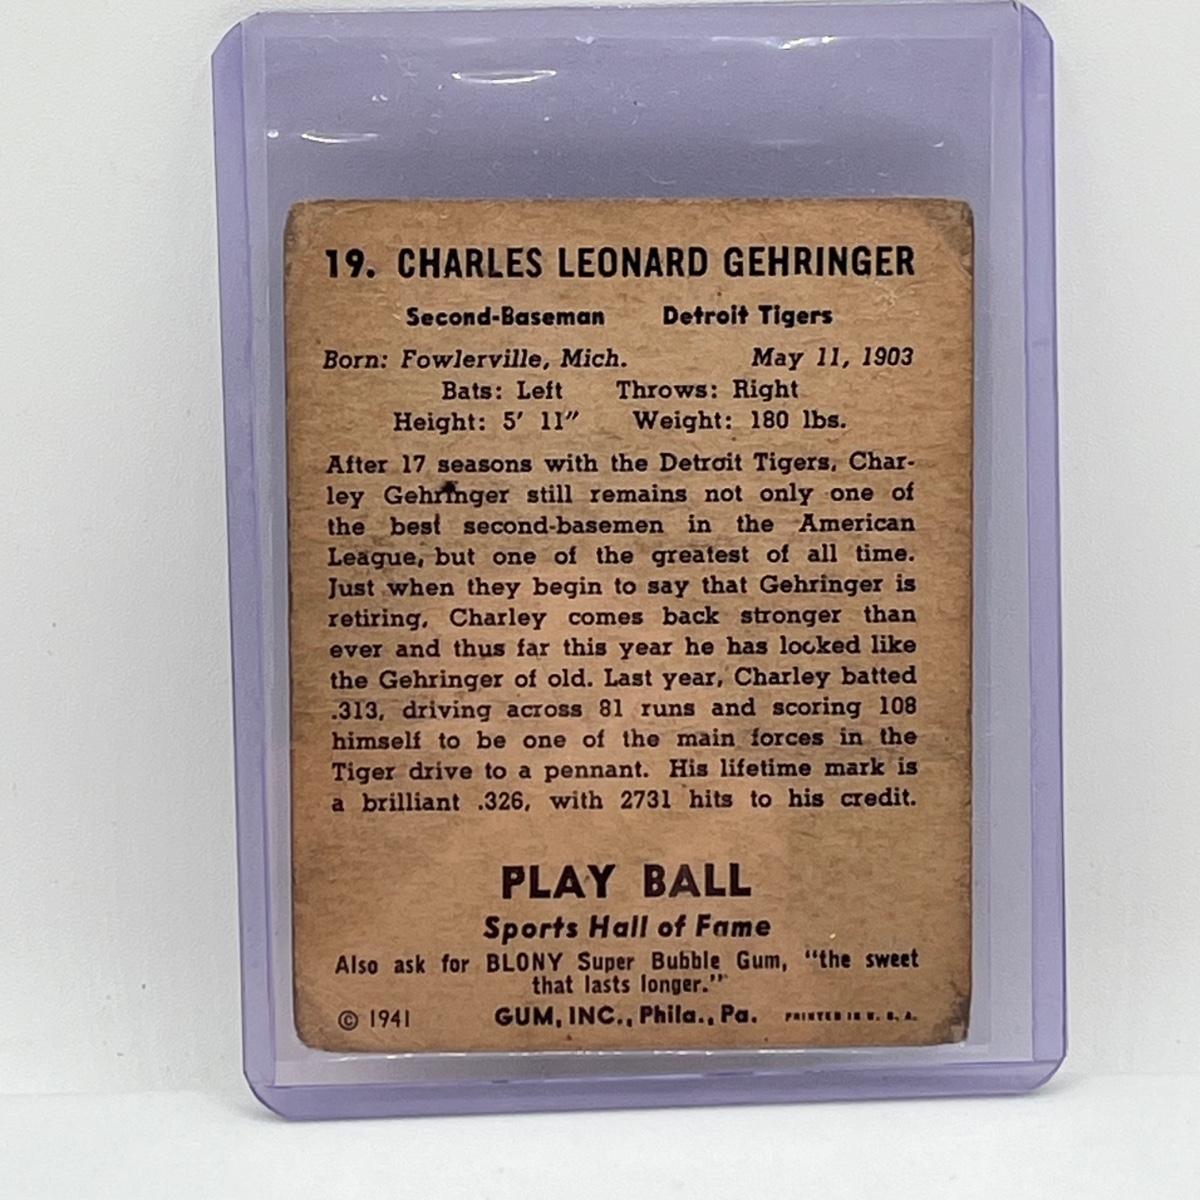 19. CHARLES LEONARD GEHRINGER
Second-Baseman Detroit Tigers
Born: Fowlerville, Mich. May 11, 1903
Bats: Left Throws: Right
Height: 5' 11" Weight: 180 lbs.
After 17 seasons with the Detroit Tigers, Char-
ley Gehringer still remains not only one of
the best second-basemen in the American
League, but one of the greatest of all time.
Just when they begin to say that Gehringer is
retiring, Charley comes back stronger than
ever and thus far this year he has looked like
the Gehringer of old. Last year, Charley batted
.313, driving across 81 runs and scoring 108
himself to be one of the main forces in the
Tiger drive to a pennant. His lifetime mark is
a brilliant .326, with 2731 hits to his credit.
PLAY BALL
Sports Hall of Fame
Also ask for BLONY Super Bubble Gum, "the sweet
that lasts longer."
© 1941 GUM, INC., Phila., Pa. PRINTED IN U. S. A.